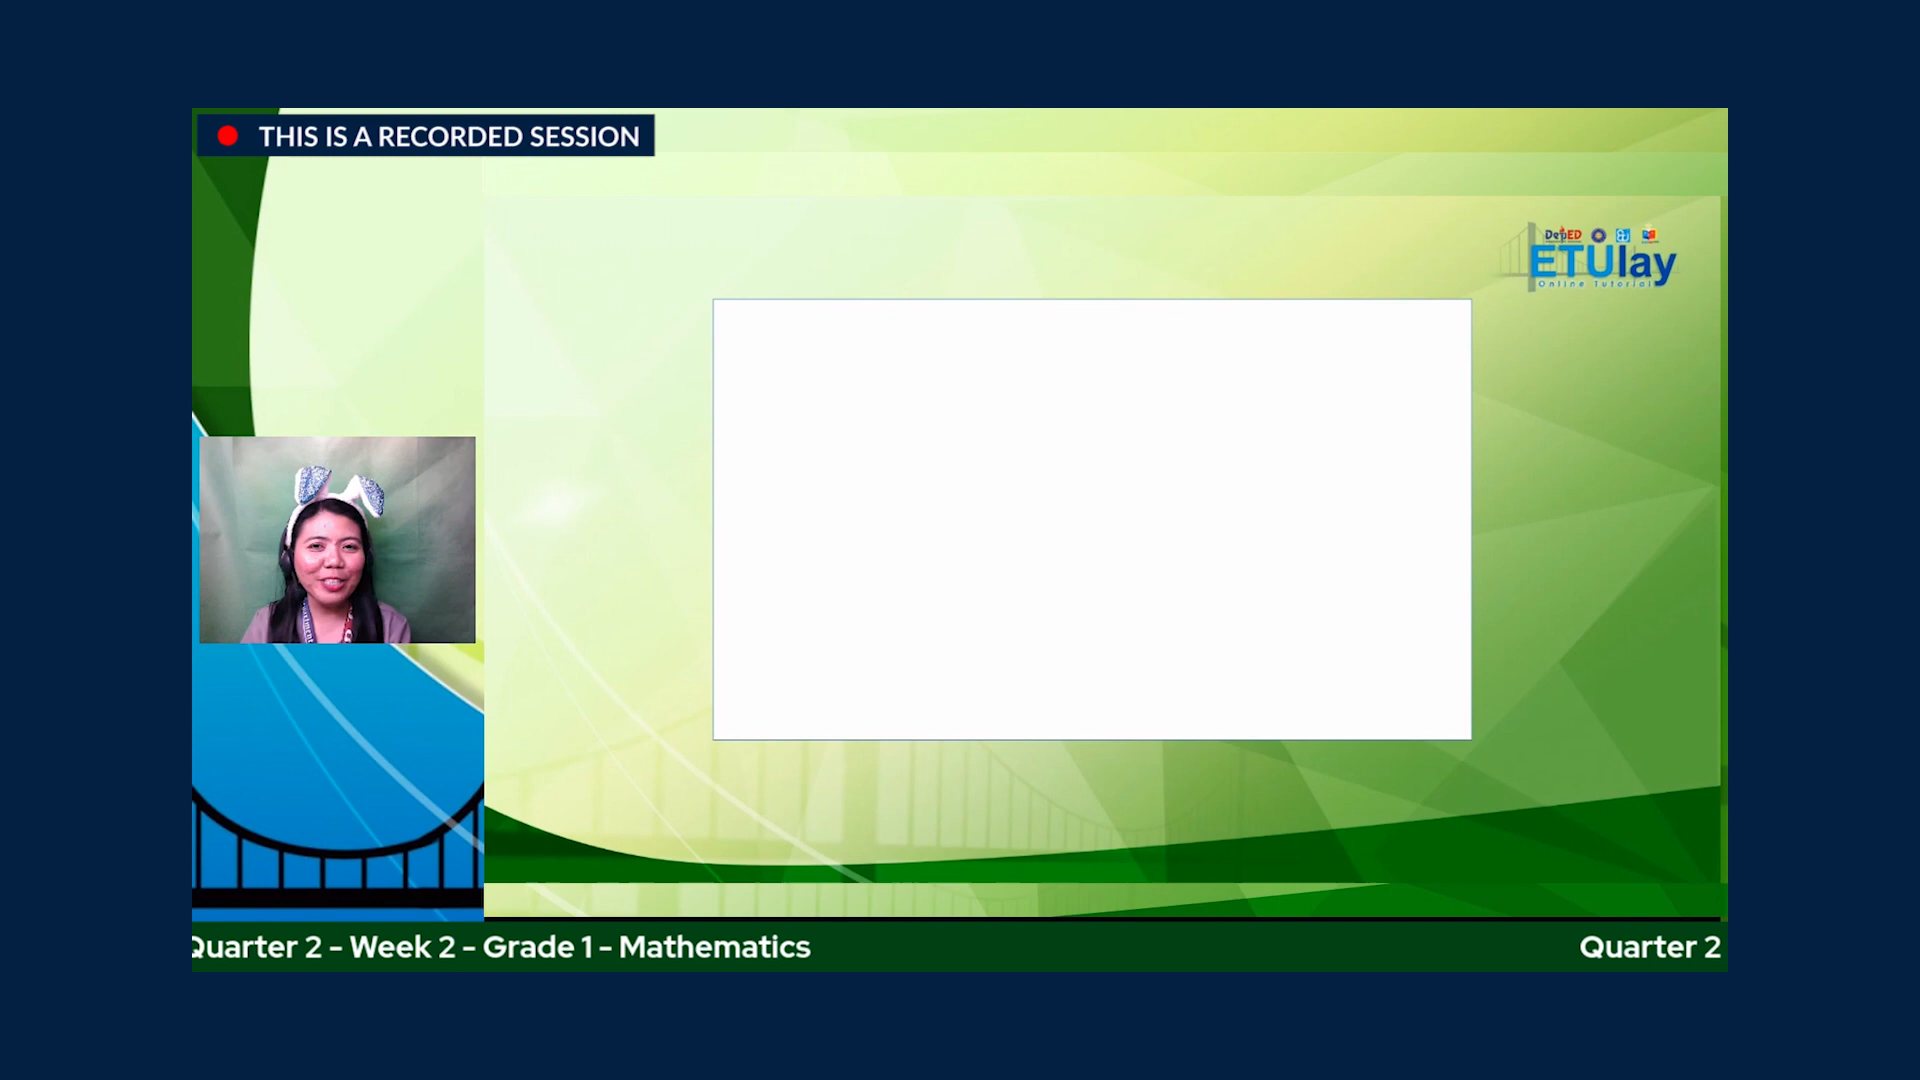 THIS IS A RECORDED SESSION
DepED
ETUlay
Online Tutorial
Quarter 2 - Week 2 - Grade 1 - Mathematics
Quarter 2